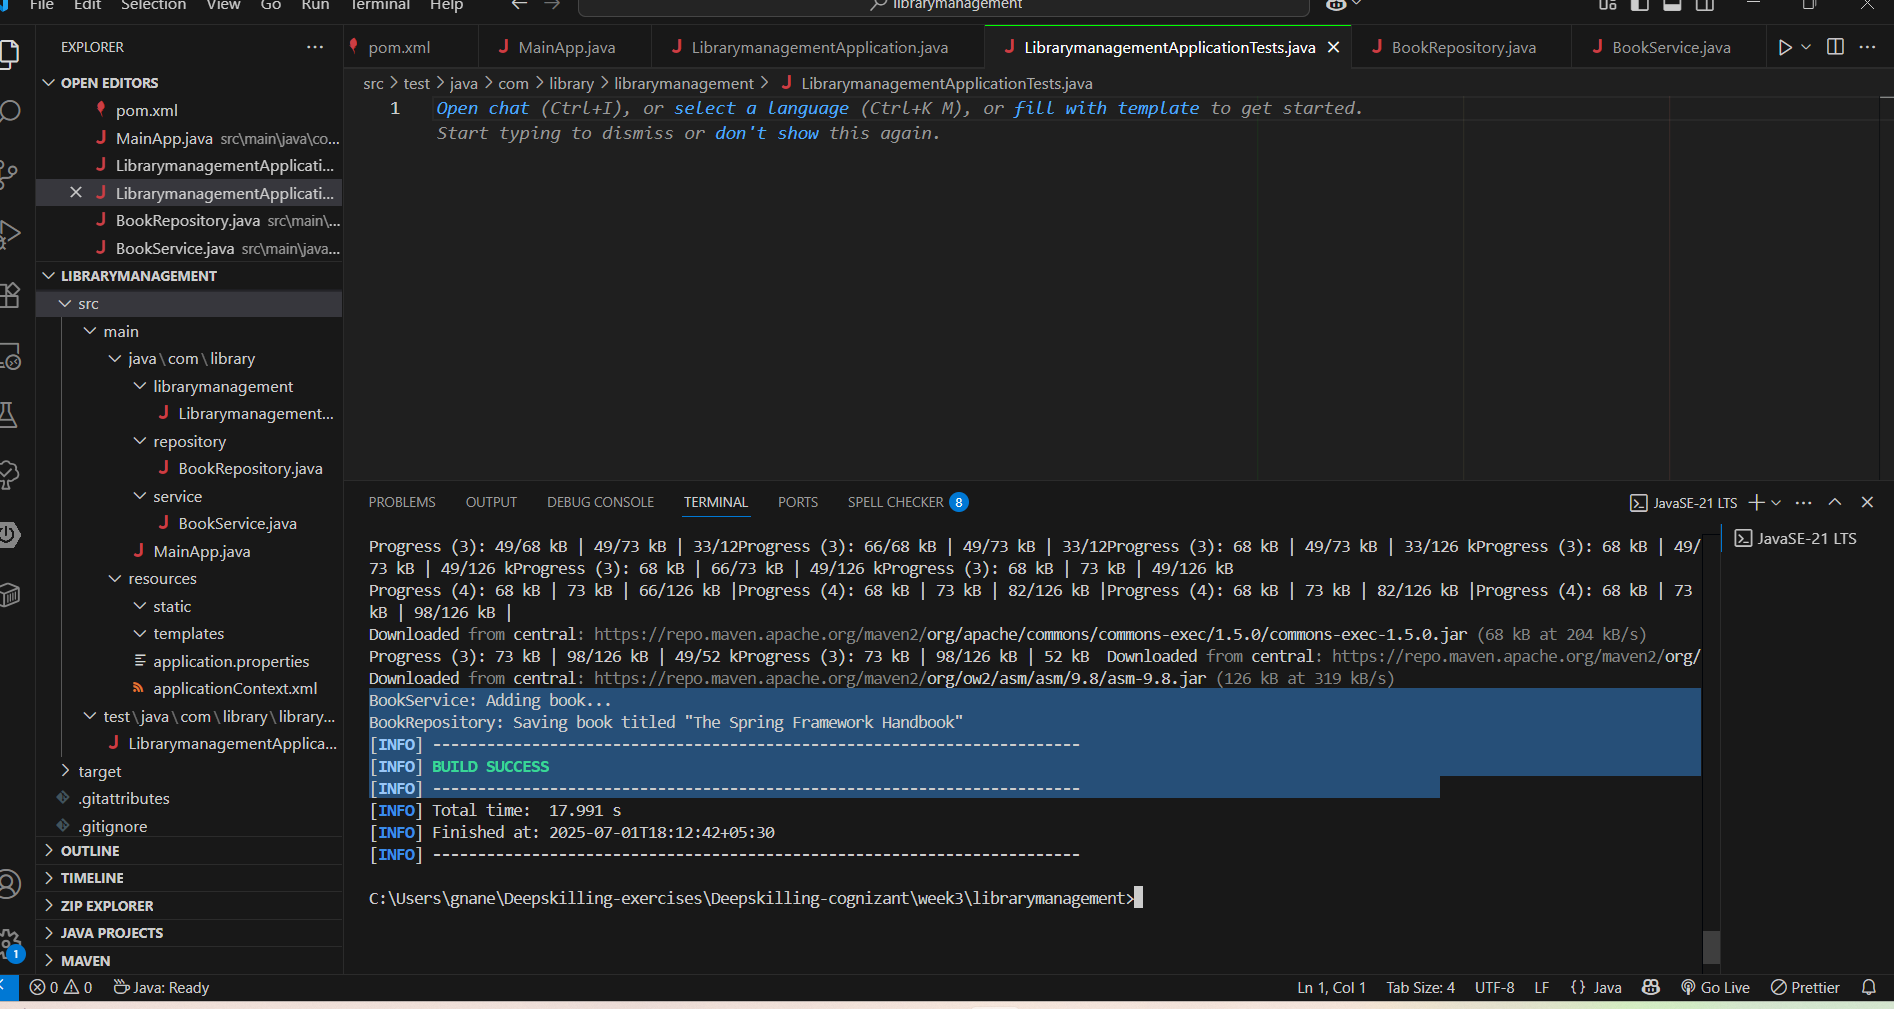 File Edit Selection View Go Run Terminal Help ← → librarymanagement
EXPLORER ···
OPEN EDITORS
pom.xml
MainApp.java src\main\java\co...
LibrarymanagementApplicati...
LibrarymanagementApplicati...
BookRepository.java src\main\...
BookService.java src\main\java...
LIBRARYMANAGEMENT
src
main
java\com\library
librarymanagement
Librarymanagement...
repository
BookRepository.java
service
BookService.java
MainApp.java
resources
static
templates
application.properties
applicationContext.xml
test\java\com\library\library...
LibrarymanagementApplica...
target
.gitattributes
.gitignore
OUTLINE
TIMELINE
ZIP EXPLORER
JAVA PROJECTS
MAVEN
1
pom.xml MainApp.java LibrarymanagementApplication.java LibrarymanagementApplicationTests.java BookRepository.java BookService.java
src > test > java > com > library > librarymanagement > LibrarymanagementApplicationTests.java
1 Open chat (Ctrl+I), or select a language (Ctrl+K M), or fill with template to get started.
Start typing to dismiss or don't show this again.
PROBLEMS OUTPUT DEBUG CONSOLE TERMINAL PORTS SPELL CHECKER 8 JavaSE-21 LTS
JavaSE-21 LTS
Progress (3): 49/68 kB | 49/73 kB | 33/12Progress (3): 66/68 kB | 49/73 kB | 33/12Progress (3): 68 kB | 49/73 kB | 33/126 kProgress (3): 68 kB | 49/
73 kB | 49/126 kProgress (3): 68 kB | 66/73 kB | 49/126 kProgress (3): 68 kB | 73 kB | 49/126 kB
Progress (4): 68 kB | 73 kB | 66/126 kB |Progress (4): 68 kB | 73 kB | 82/126 kB |Progress (4): 68 kB | 73 kB | 82/126 kB |Progress (4): 68 kB | 73
kB | 98/126 kB |
Downloaded from central: https://repo.maven.apache.org/maven2/org/apache/commons/commons-exec/1.5.0/commons-exec-1.5.0.jar (68 kB at 204 kB/s)
Progress (3): 73 kB | 98/126 kB | 49/52 kProgress (3): 73 kB | 98/126 kB | 52 kB  Downloaded from central: https://repo.maven.apache.org/maven2/org/
Downloaded from central: https://repo.maven.apache.org/maven2/org/ow2/asm/asm/9.8/asm-9.8.jar (126 kB at 319 kB/s)
BookService: Adding book...
BookRepository: Saving book titled "The Spring Framework Handbook"
[INFO] ------------------------------------------------------------------------
[INFO] BUILD SUCCESS
[INFO] ------------------------------------------------------------------------
[INFO] Total time:  17.991 s
[INFO] Finished at: 2025-07-01T18:12:42+05:30
[INFO] ------------------------------------------------------------------------
C:\Users\gnane\Deepskilling-exercises\Deepskilling-cognizant\week3\librarymanagement>
0 0 Java: Ready Ln 1, Col 1 Tab Size: 4 UTF-8 LF {} Java Go Live Prettier